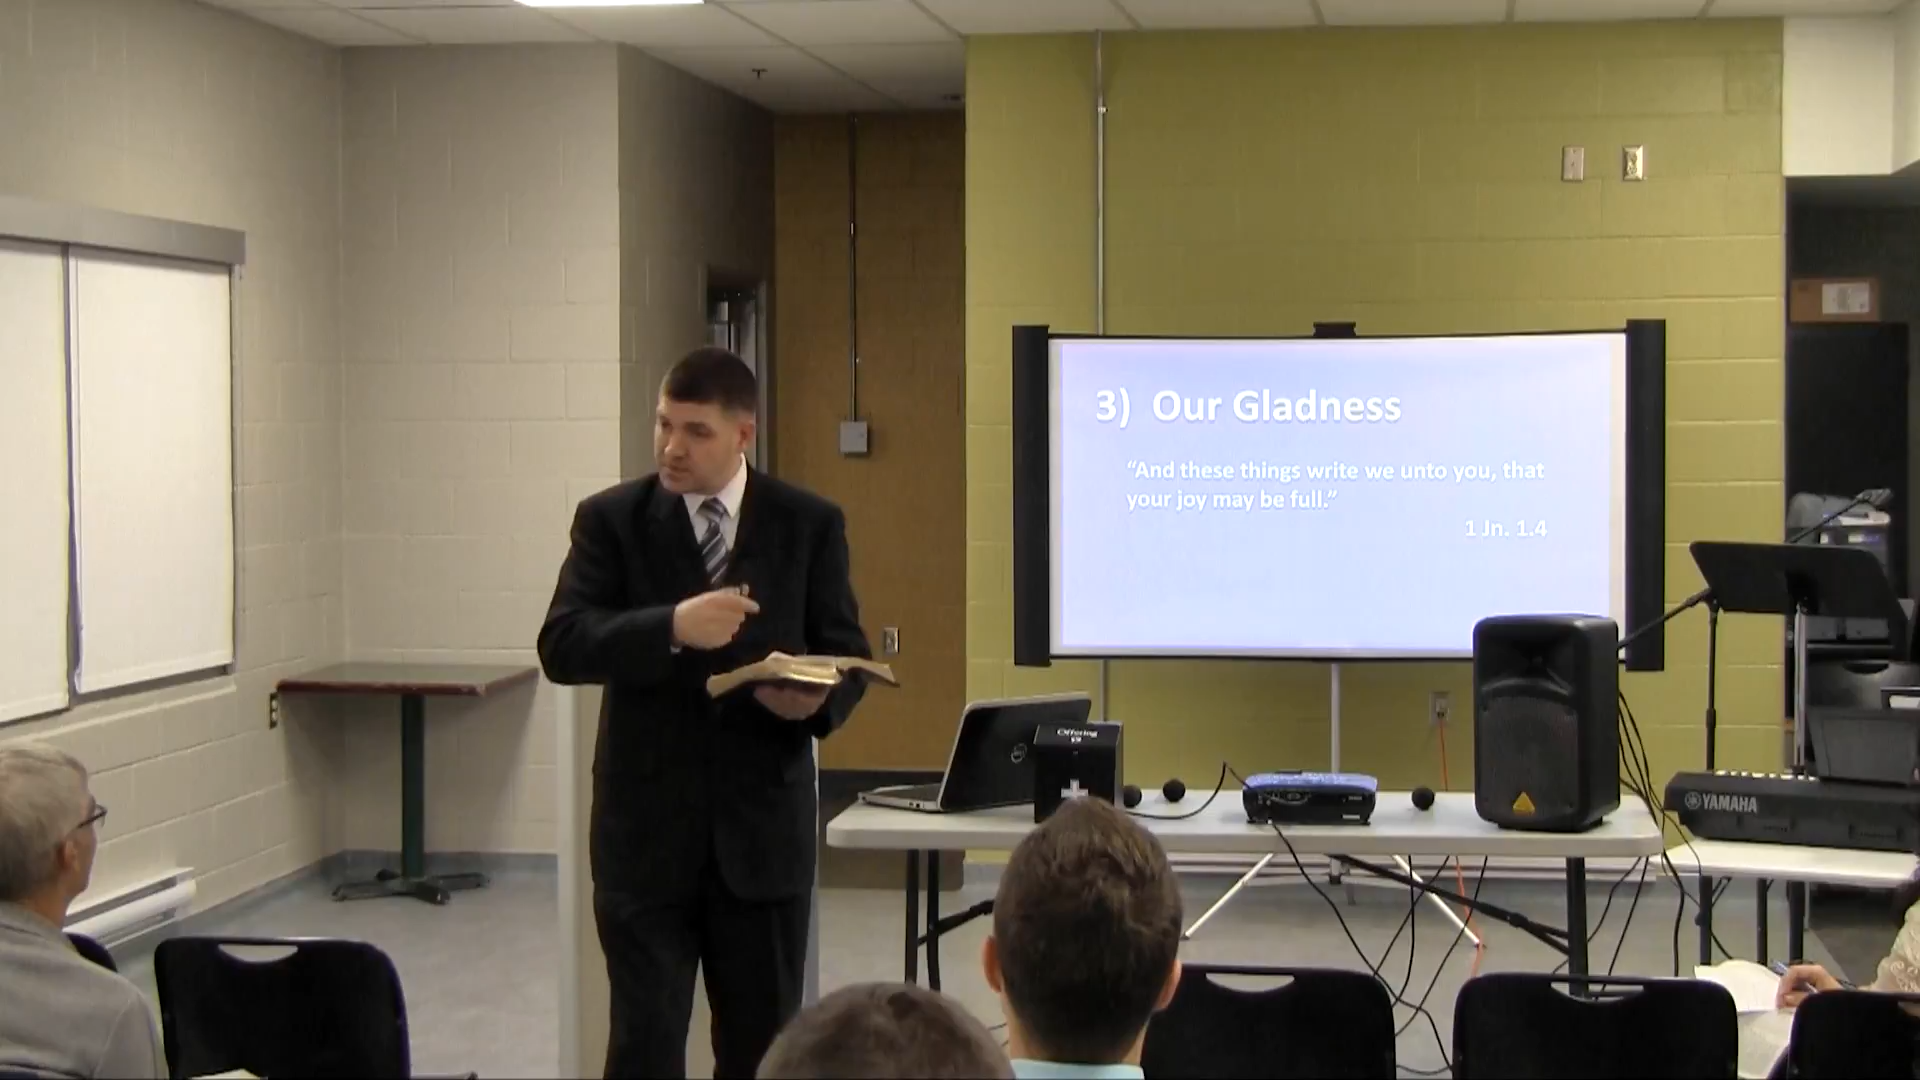 3) Our Gladness
“And these things write we unto you, that
your joy may be full.”
1 Jn. 1.4
Offering
YAMAHA